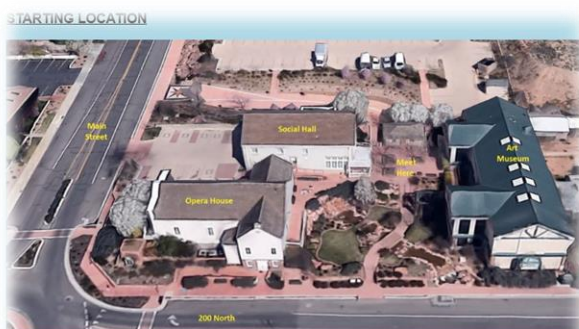 STARTING LOCATION
Main
Street
Social Hall
Meet
Here
Art
Museum
Opera House
200 North